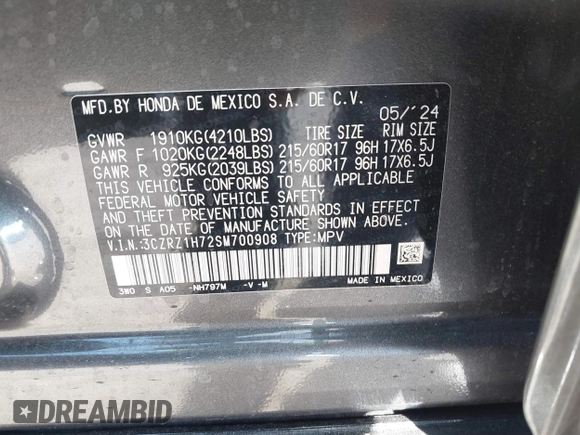 MFD.BY HONDA DE MEXICO S.A. DE C.V.
05/'24
GVWR 1910KG(4210LBS) TIRE SIZE RIM SIZE
GAWR F 1020KG(2248LBS) 215/60R17 96H 17X6.5J
GAWR R 925KG(2039LBS) 215/60R17 96H 17X6.5J
THIS VEHICLE CONFORMS TO ALL APPLICABLE
FEDERAL MOTOR VEHICLE SAFETY
AND THEFT PREVENTION STANDARDS IN EFFECT
ON THE DATE OF MANUFACTURE SHOWN ABOVE.
V.I.N.:3CZRZ1H72SM700908 TYPE:MPV
3W0 S A05 -NH797M -V -M MADE IN MEXICO
DREAMBID